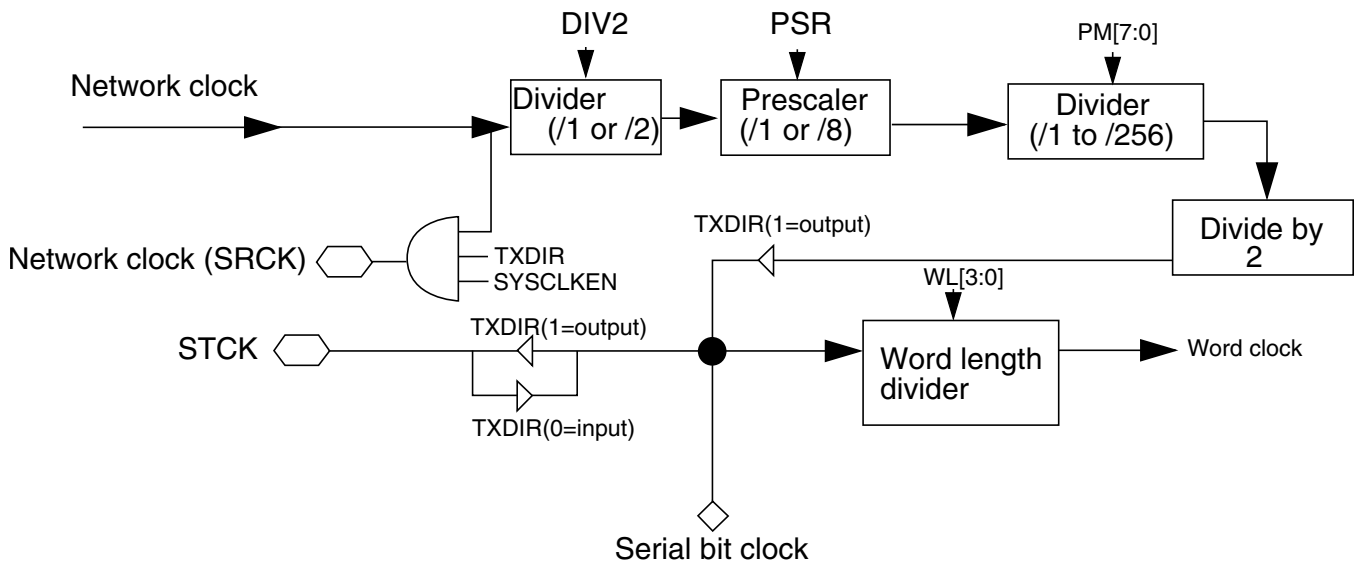 DIV2
PSR
PM[7:0]
Network clock
Divider
(/1 or /2)
Prescaler
(/1 or /8)
Divider
(/1 to /256)
TXDIR(1=output)
Divide by
2
Network clock (SRCK)
TXDIR
SYSCLKEN
WL[3:0]
TXDIR(1=output)
STCK
Word length
divider
Word clock
TXDIR(0=input)
Serial bit clock